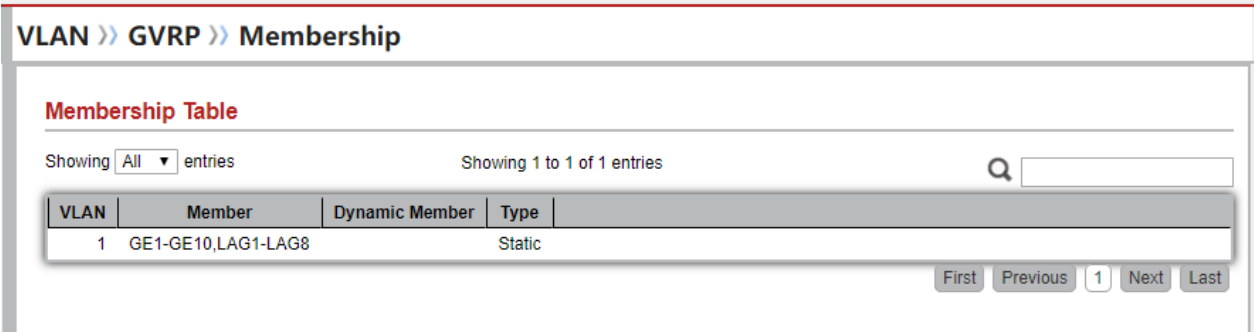 VLAN 》 GVRP 》 Membership
Membership Table
Showing All ▼ entries Showing 1 to 1 of 1 entries
VLAN Member Dynamic Member Type
1 GE1-GE10,LAG1-LAG8 Static
First Previous 1 Next Last